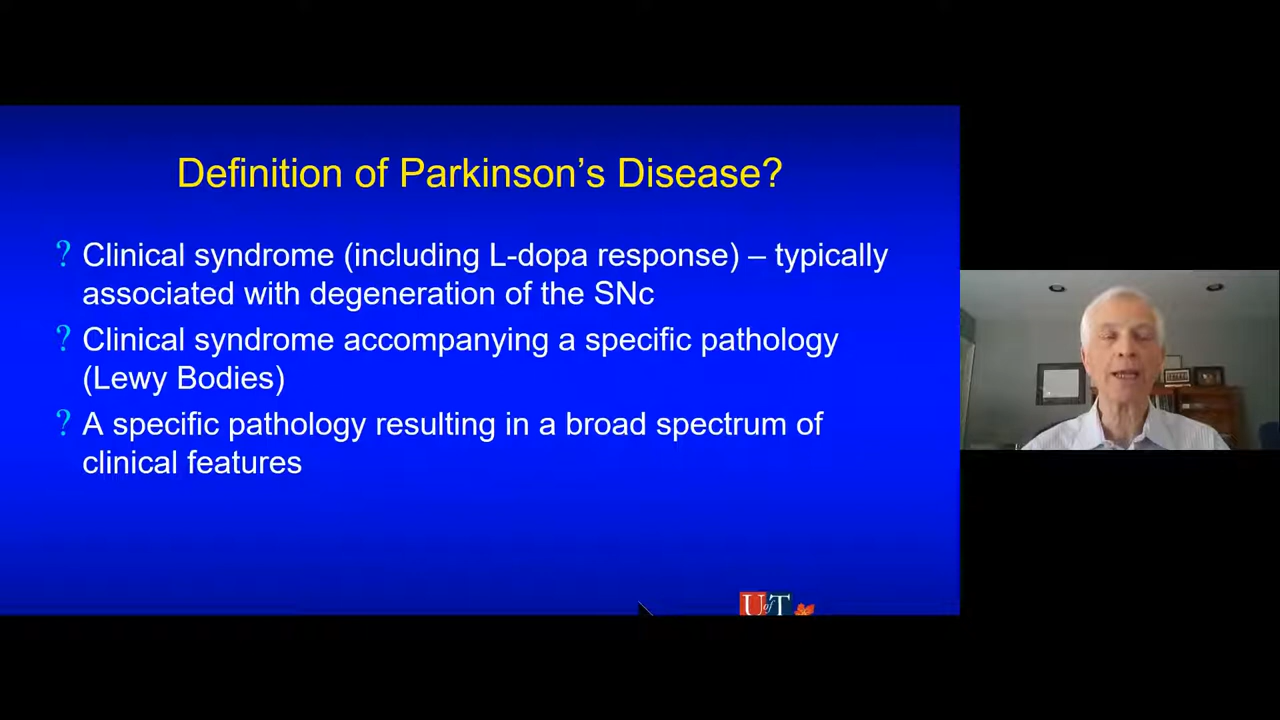 Definition of Parkinson's Disease?
? Clinical syndrome (including L-dopa response) – typically
associated with degeneration of the SNc
? Clinical syndrome accompanying a specific pathology
(Lewy Bodies)
? A specific pathology resulting in a broad spectrum of
clinical features
UofT